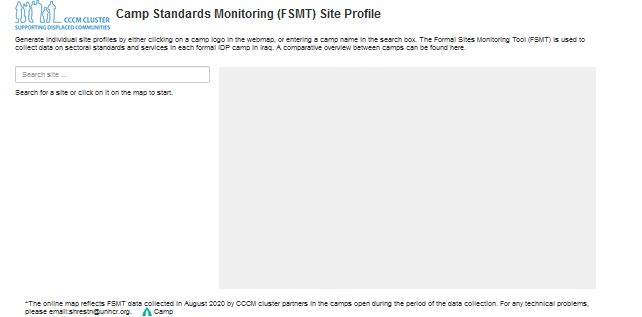 CCCM CLUSTER
SUPPORTING DISPLACED COMMUNITIES
Camp Standards Monitoring (FSMT) Site Profile
Generate individual site profiles by either clicking on a camp logo in the webmap, or entering a camp name in the search box. The Formal Sites Monitoring Tool (FSMT) is used to
collect data on sectoral standards and services in each formal IDP camp in Iraq. A comparative overview between camps can be found here.
Search site ...
Search for a site or click on it on the map to start.
*The online map reflects FSMT data collected in August 2020 by CCCM cluster partners in the camps open during the period of the data collection. For any technical problems,
please email:shrestn@unhcr.org. Camp